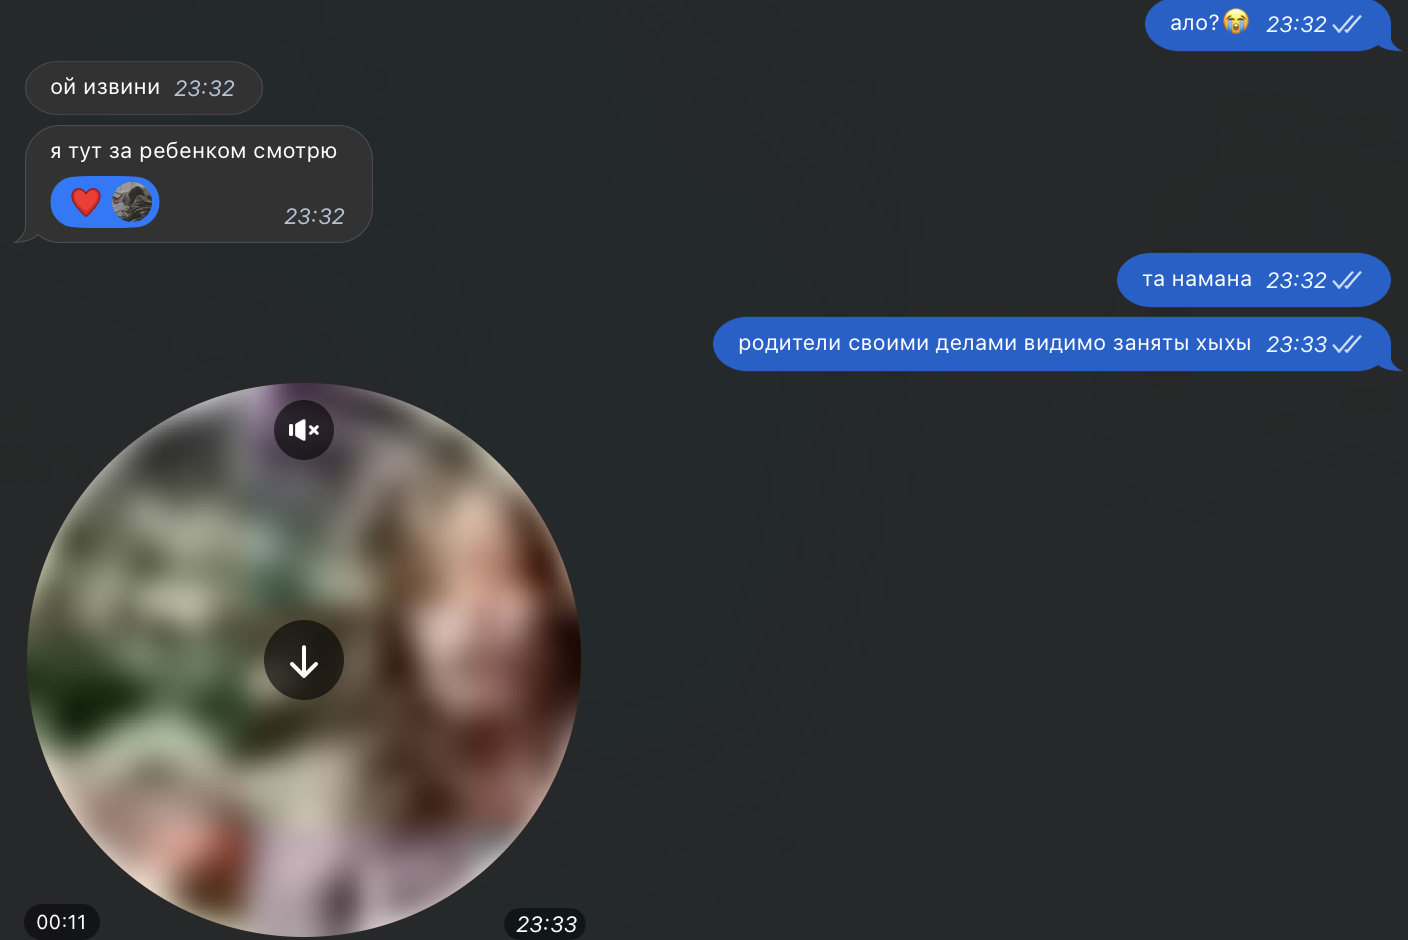 ало?😭 23:32
ой извини 23:32
я тут за ребенком смотрю
23:32
та намана 23:32
родители своими делами видимо заняты хыхы 23:33
00:11
23:33